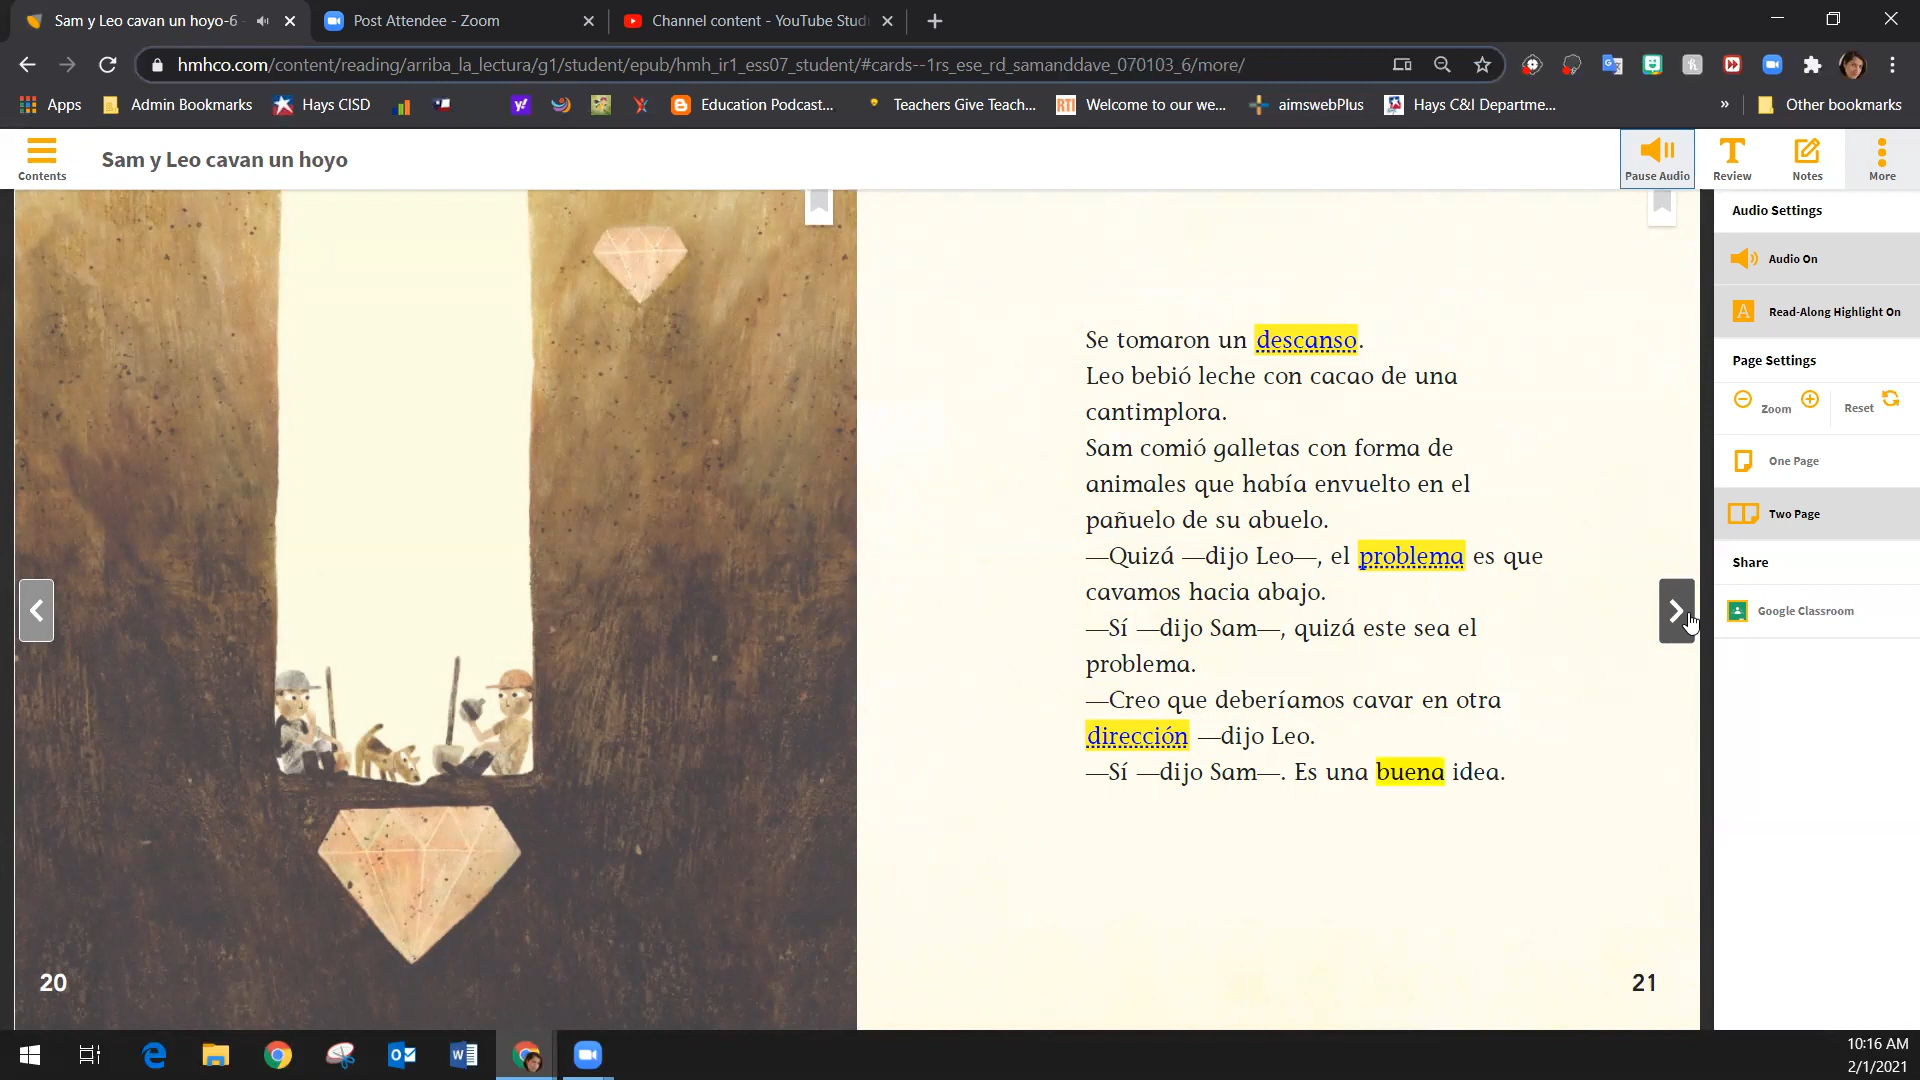 Sam y Leo cavan un hoyo-6
Post Attendee - Zoom
Channel content - YouTube Stud
hmhco.com/content/reading/arriba_la_lectura/g1/student/epub/hmh_ir1_ess07_student/#cards--1rs_ese_rd_samanddave_070103_6/more/
Apps
Admin Bookmarks
Hays CISD
Education Podcast...
Teachers Give Teach...
Welcome to our we...
aimswebPlus
Hays C&I Departme...
»
Other bookmarks
Contents
Sam y Leo cavan un hoyo
Pause Audio
Review
Notes
More
Se tomaron un descanso.
Leo bebió leche con cacao de una
cantimplora.
Sam comió galletas con forma de
animales que había envuelto en el
pañuelo de su abuelo.
—Quizá —dijo Leo—, el problema es que
cavamos hacia abajo.
—Sí —dijo Sam—, quizá este sea el
problema.
—Creo que deberíamos cavar en otra
dirección —dijo Leo.
—Sí —dijo Sam—. Es una buena idea.
20
21
Audio Settings
Audio On
Read-Along Highlight On
Page Settings
Zoom
Reset
One Page
Two Page
Share
Google Classroom
10:16 AM
2/1/2021